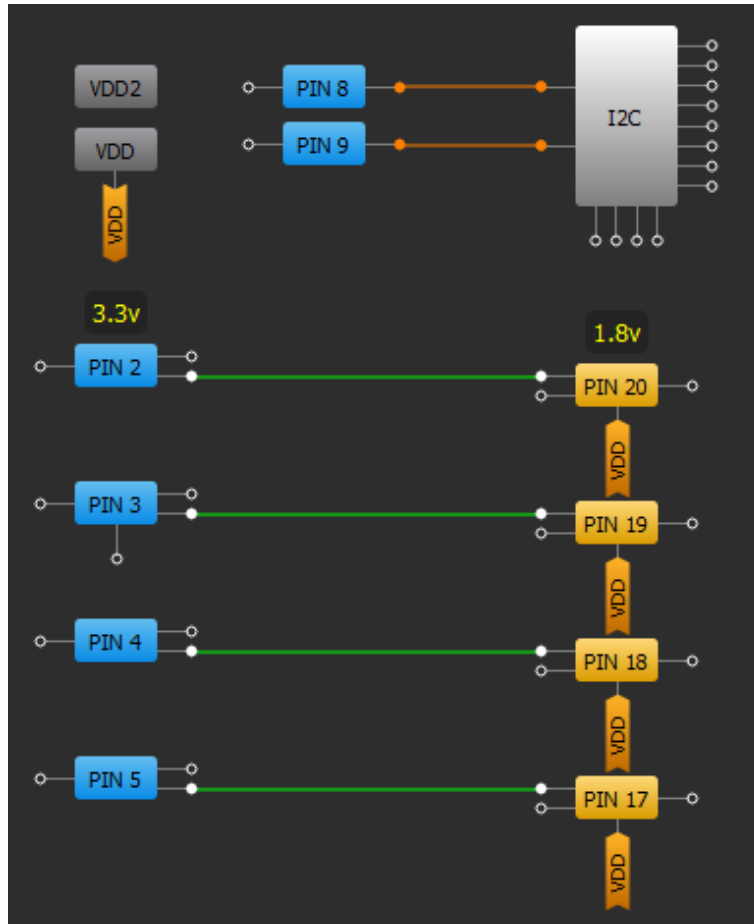 VDD2
PIN 8
I2C
VDD
PIN 9
VDD
3.3v
1.8v
PIN 2
PIN 20
VDD
PIN 3
PIN 19
VDD
PIN 4
PIN 18
VDD
PIN 5
PIN 17
VDD